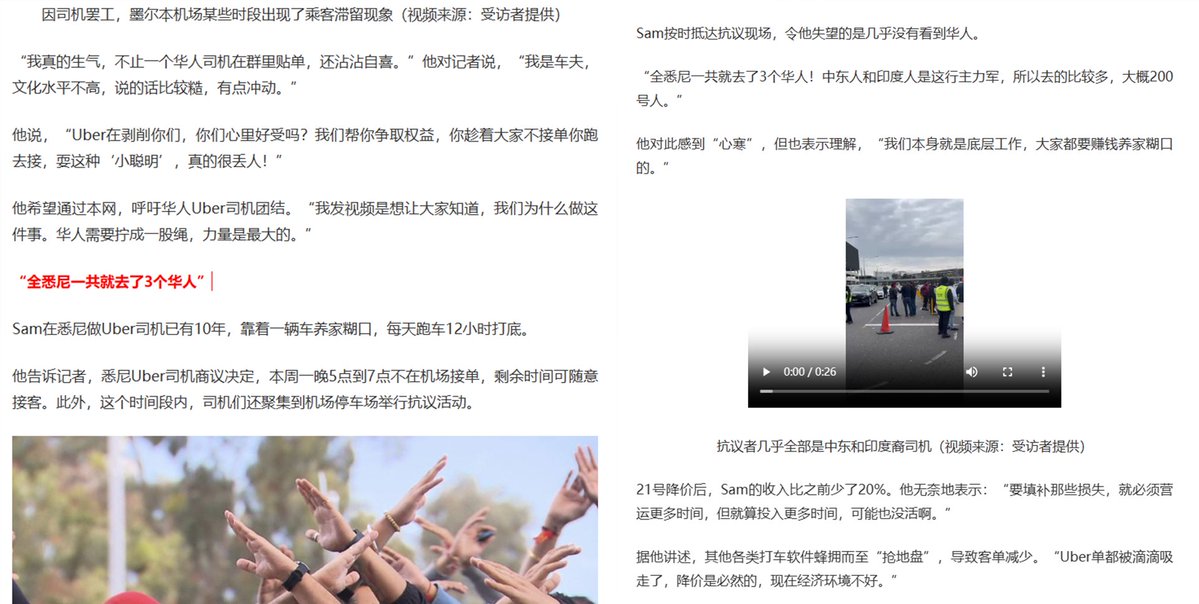 因司机罢工，墨尔本机场某些时段出现了乘客滞留现象（视频来源：受访者提供）
“我真的生气，不止一个华人司机在群里贴单，还沾沾自喜。”他对记者说，“我是车夫，
文化水平不高，说的话比较糙，有点冲动。”
他说，“Uber在剥削你们，你们心里好受吗？我们帮你争取权益，你趁着大家不接单你跑
去接，耍这种‘小聪明’，真的很丢人！”
他希望通过本网，呼吁华人Uber司机团结。“我发视频是想让大家知道，我们为什么做这
件事。华人需要拧成一股绳，力量是最大的。“
“全悉尼一共就去了3个华人”
Sam在悉尼做Uber司机已有10年，靠着一辆车养家糊口，每天跑车12小时打底。
他告诉记者，悉尼Uber司机商议决定，本周一晚5点到7点不在机场接单，剩余时间可随意
接客。此外，这个时间段内，司机们还聚集到机场停车场举行抗议活动。
Sam按时抵达抗议现场，令他失望的是几乎没有看到华人。
“全悉尼一共就去了3个华人！中东人和印度人是这行主力军，所以去的比较多，大概200
号人。”
他对此感到“心寒”，但也表示理解，“我们本身就是底层工作，大家都要赚钱养家糊口
的。”
0:00 / 0:26
抗议者几乎全部是中东和印度裔司机（视频来源：受访者提供）
21号降价后，Sam的收入比之前少了20%。他无奈地表示：“要填补那些损失，就必须营
运更多时间，但就算投入更多时间，可能也没活啊。”
据他讲述，其他各类打车软件蜂拥而至“抢地盘”，导致客单减少。“Uber单都被滴滴吸
走了，降价是必然的，现在经济环境不好。”